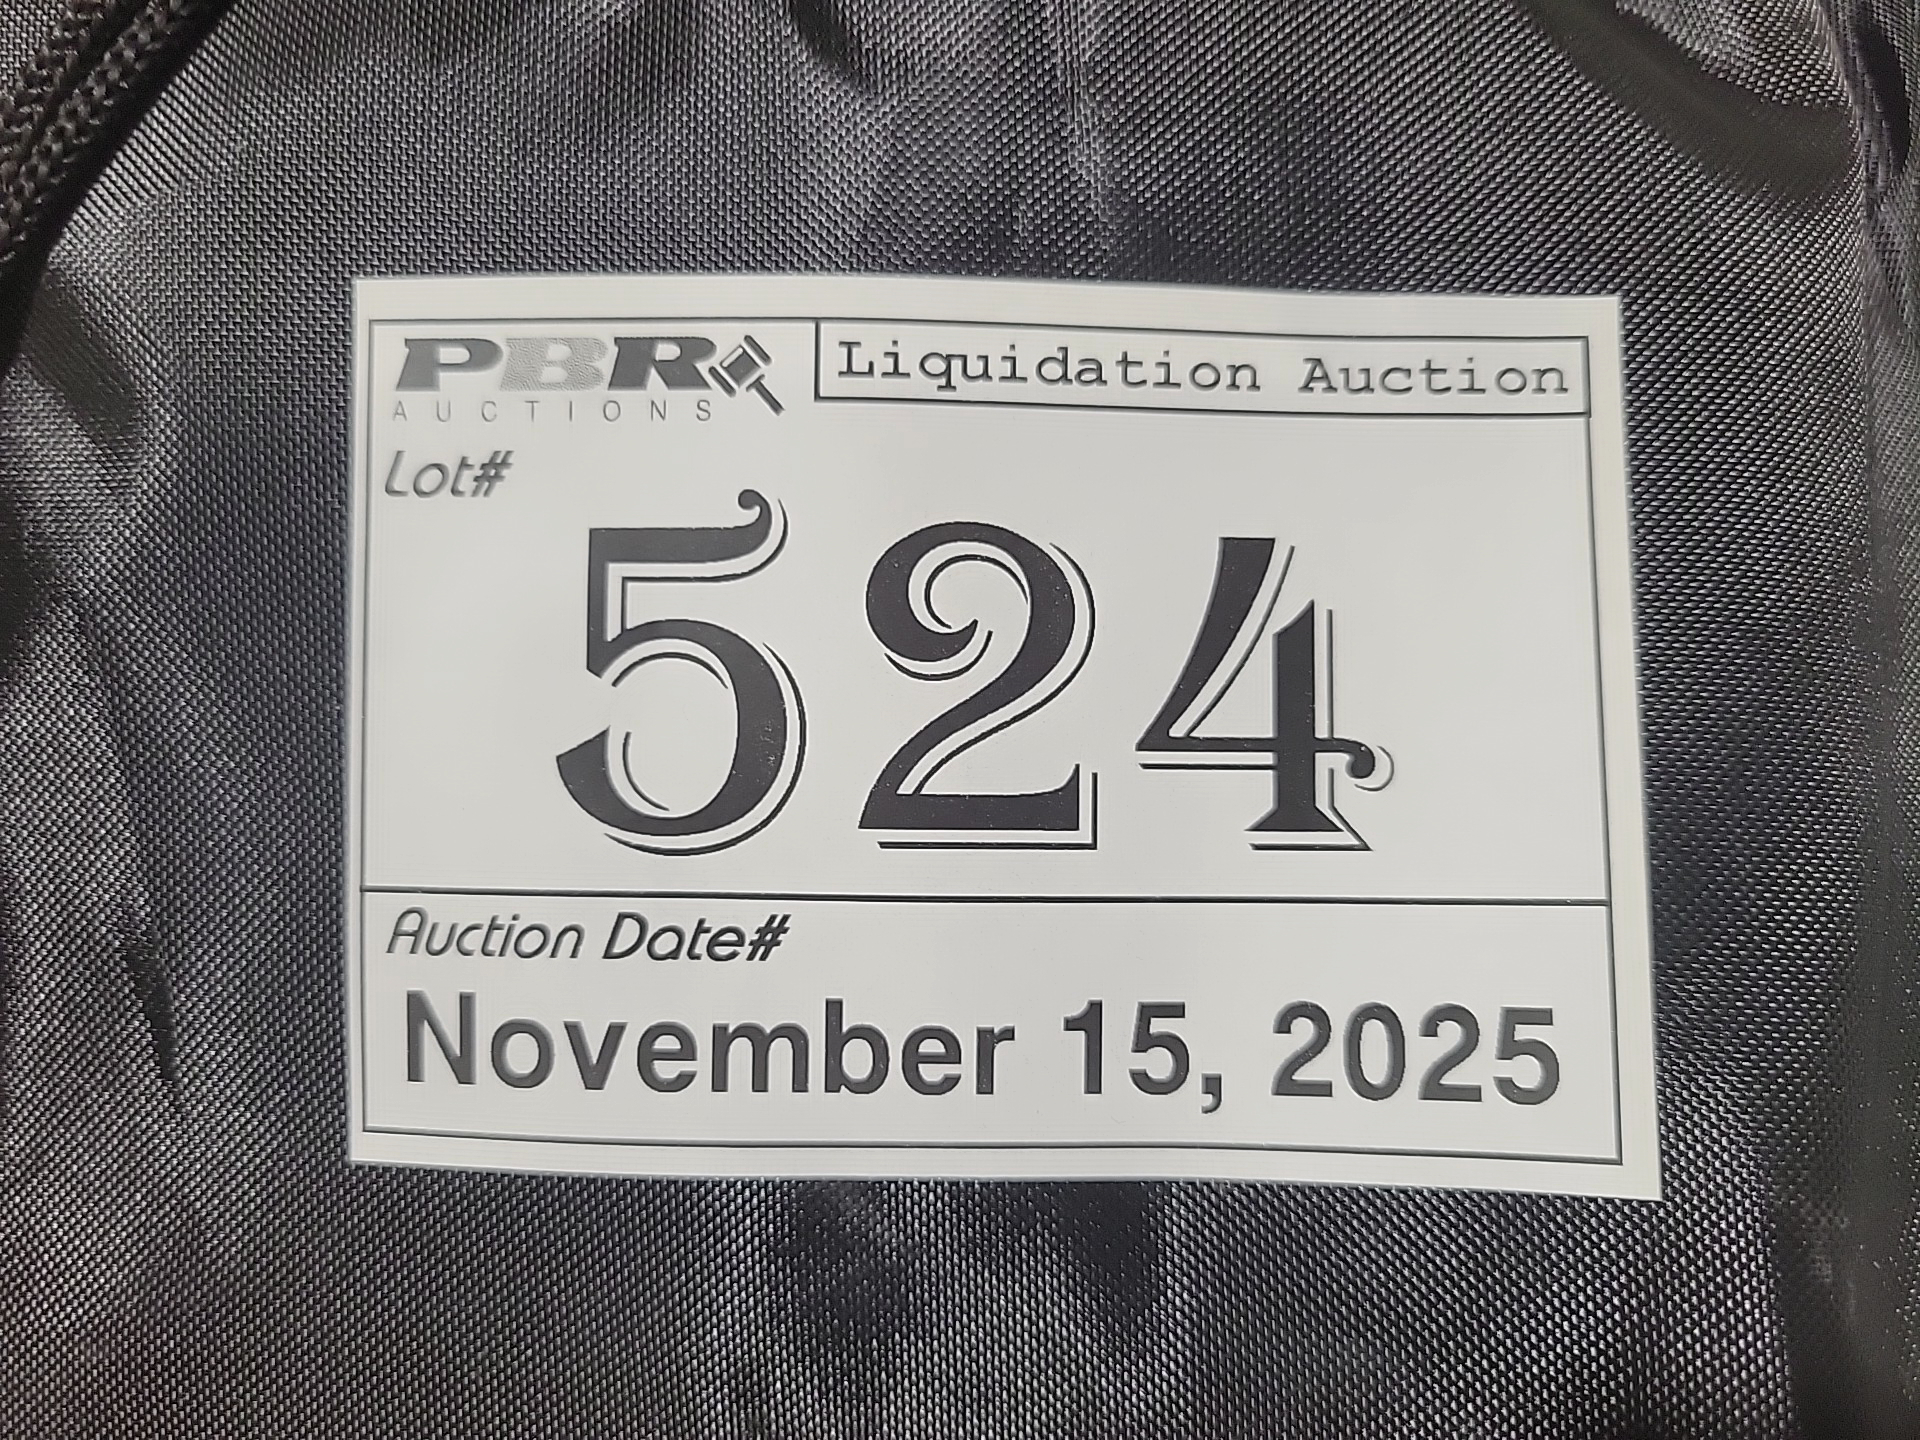 PBR
AUCTIONS
Liquidation Auction
Lot#
524
Auction Date#
November 15, 2025